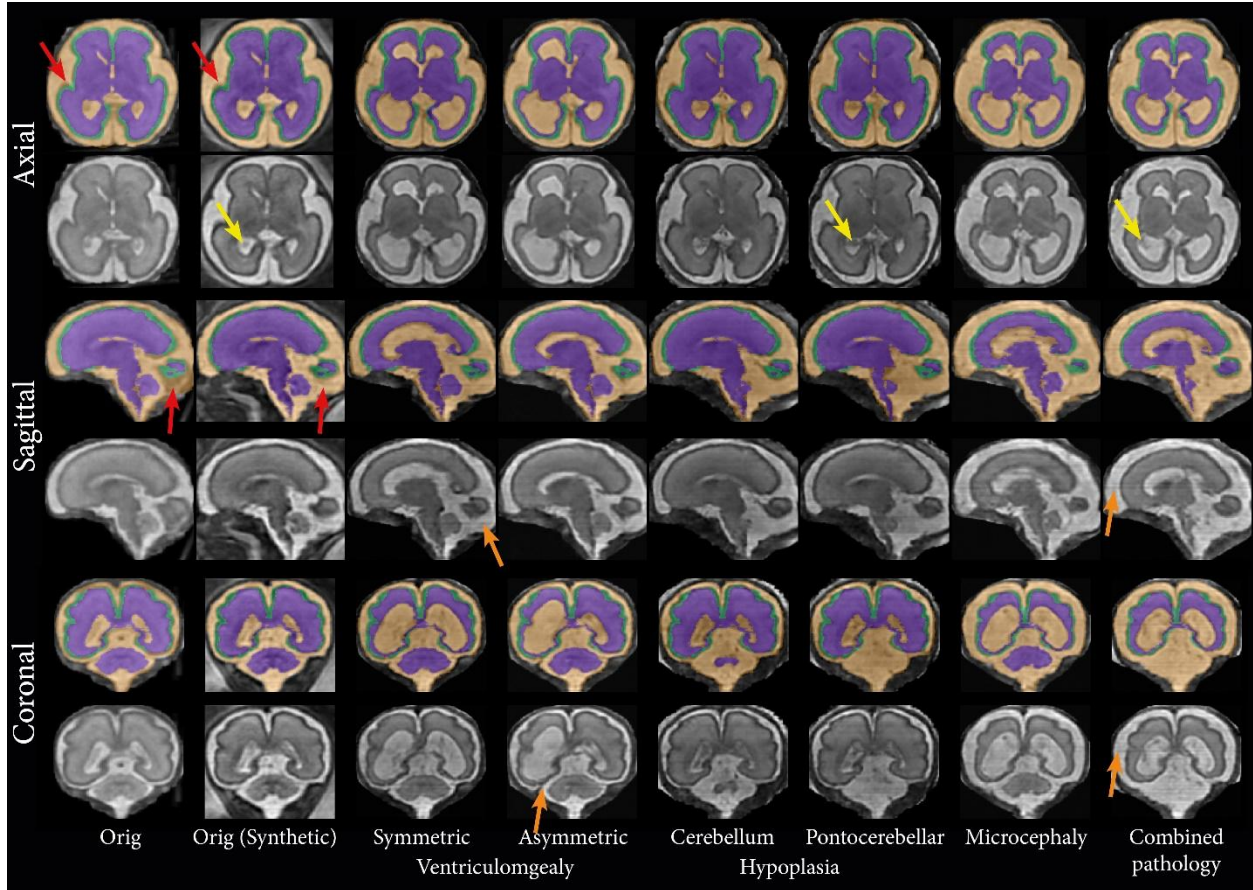 Axial
Sagittal
Coronal
Orig
Orig (Synthetic)
Symmetric
Asymmetric
Cerebellum
Pontocerebellar
Microcephaly
Combined
pathology
Ventriculomgealy
Hypoplasia